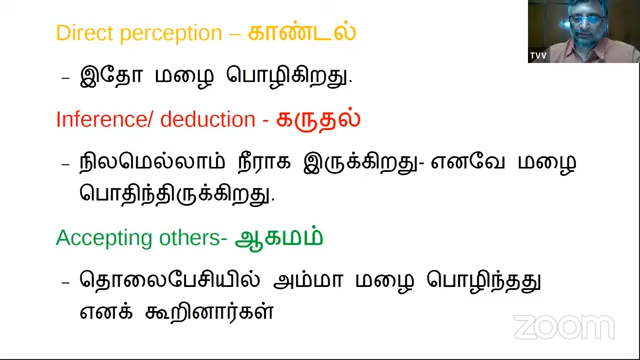 Direct perception – காண்டல்
– இதோ மழை பொழிகிறது.
Inference/ deduction - கருதல்
– நிலமெல்லாம் நீராக இருக்கிறது- எனவே மழை
பொதிந்திருக்கிறது.
Accepting others- ஆகமம்
– தொலைபேசியில் அம்மா மழை பொழிந்தது
எனக் கூறினார்கள்
TVV
zoom